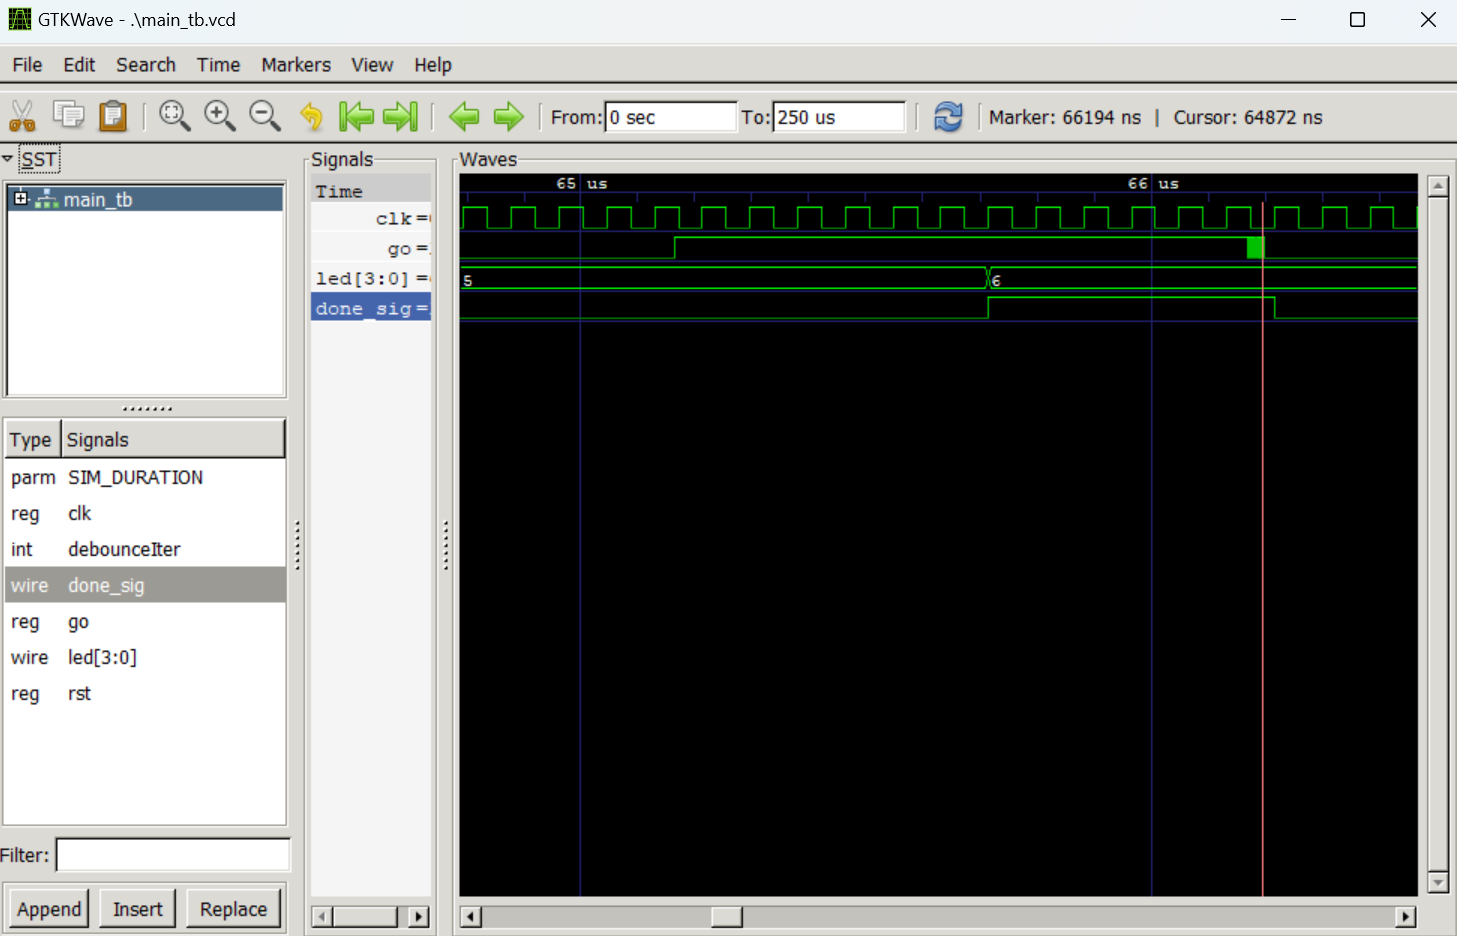 GTKWave - .\main_tb.vcd
File Edit Search Time Markers View Help
From: 0 sec To: 250 us Marker: 66194 ns | Cursor: 64872 ns
SST
main_tb
Type Signals
parm SIM_DURATION
reg clk
int debounceIter
wire done_sig
reg go
wire led[3:0]
reg rst
Filter:
Append Insert Replace
Signals
Time
clk=
go=
led[3:0]=
done_sig=
Waves
65 us 66 us
5 6